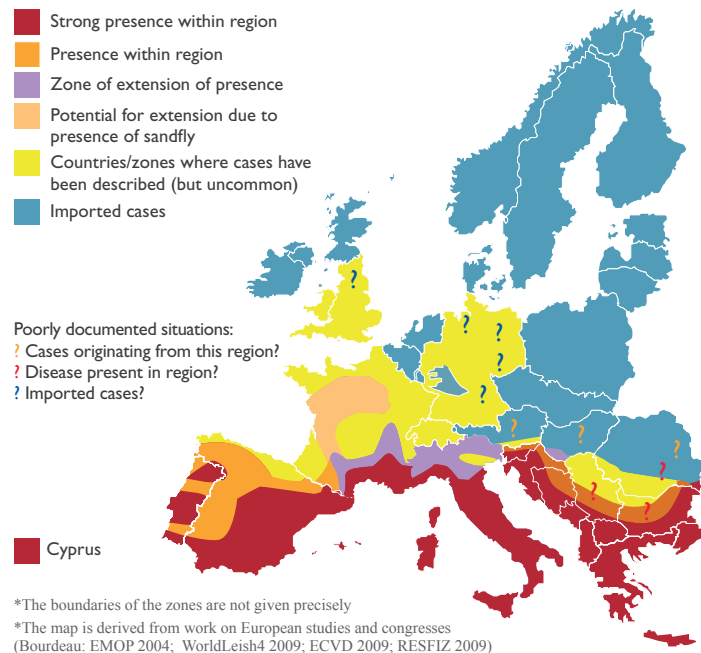 Strong presence within region
Presence within region
Zone of extension of presence
Potential for extension due to
presence of sandfly
Countries/zones where cases have
been described (but uncommon)
Imported cases
?
?
?
?
?
Poorly documented situations:
? Cases originating from this region?
? Disease present in region?
? Imported cases?
?
?
?
?
?
?
Cyprus
*The boundaries of the zones are not given precisely
*The map is derived from work on European studies and congresses
(Bourdeau: EMOP 2004; WorldLeish4 2009; ECVD 2009; RESFIZ 2009)